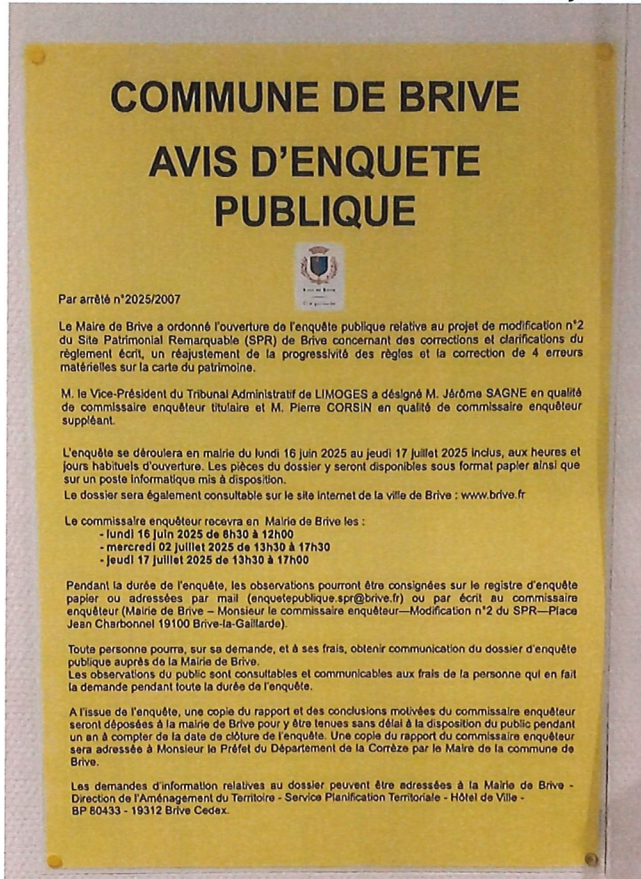 COMMUNE DE BRIVE
AVIS D'ENQUETE
PUBLIQUE
Par arrêté n°2025/2007
Le Maire de Brive a ordonné l'ouverture de l'enquête publique relative au projet de modification n°2
du Site Patrimonial Remarquable (SPR) de Brive concernant des corrections et clarifications du
règlement écrit, un réajustement de la progressivité des règles et la correction de 4 erreurs
matérielles sur la carte du patrimoine.
M. le Vice-Président du Tribunal Administratif de LIMOGES a désigné M. Jérôme SAGNE en qualité
de commissaire enquêteur titulaire et M. Pierre CORSIN en qualité de commissaire enquêteur
suppléant.
L'enquête se déroulera en mairie du lundi 16 juin 2025 au jeudi 17 juillet 2025 inclus, aux heures et
jours habituels d'ouverture. Les pièces du dossier y seront disponibles sous format papier ainsi que
sur un poste informatique mis à disposition.
Le dossier sera également consultable sur le site internet de la ville de Brive : www.brive.fr
Le commissaire enquêteur recevra en Mairie de Brive les :
- lundi 16 juin 2025 de 8h30 à 12h00
- mercredi 02 juillet 2025 de 13h30 à 17h30
- jeudi 17 juillet 2025 de 13h30 à 17h00
Pendant la durée de l'enquête, les observations pourront être consignées sur le registre d'enquête
papier ou adressées par mail (enquetepublique.spr@brive.fr) ou par écrit au commissaire
enquêteur (Mairie de Brive – Monsieur le commissaire enquêteur—Modification n°2 du SPR—Place
Jean Charbonnel 19100 Brive-la-Gaillarde).
Toute personne pourra, sur sa demande, et à ses frais, obtenir communication du dossier d'enquête
publique auprès de la Mairie de Brive.
Les observations du public sont consultables et communicables aux frais de la personne qui en fait
la demande pendant toute la durée de l'enquête.
A l'issue de l'enquête, une copie du rapport et des conclusions motivées du commissaire enquêteur
seront déposées à la mairie de Brive pour y être tenues sans délai à la disposition du public pendant
un an à compter de la date de clôture de l'enquête. Une copie du rapport du commissaire enquêteur
sera adressée à Monsieur le Préfet du Département de la Corrèze par le Maire de la commune de
Brive.
Les demandes d'information relatives au dossier peuvent être adressées à la Mairie de Brive -
Direction de l'Aménagement du Territoire - Service Planification Territoriale - Hôtel de Ville -
BP 80433 - 19312 Brive Cedex.